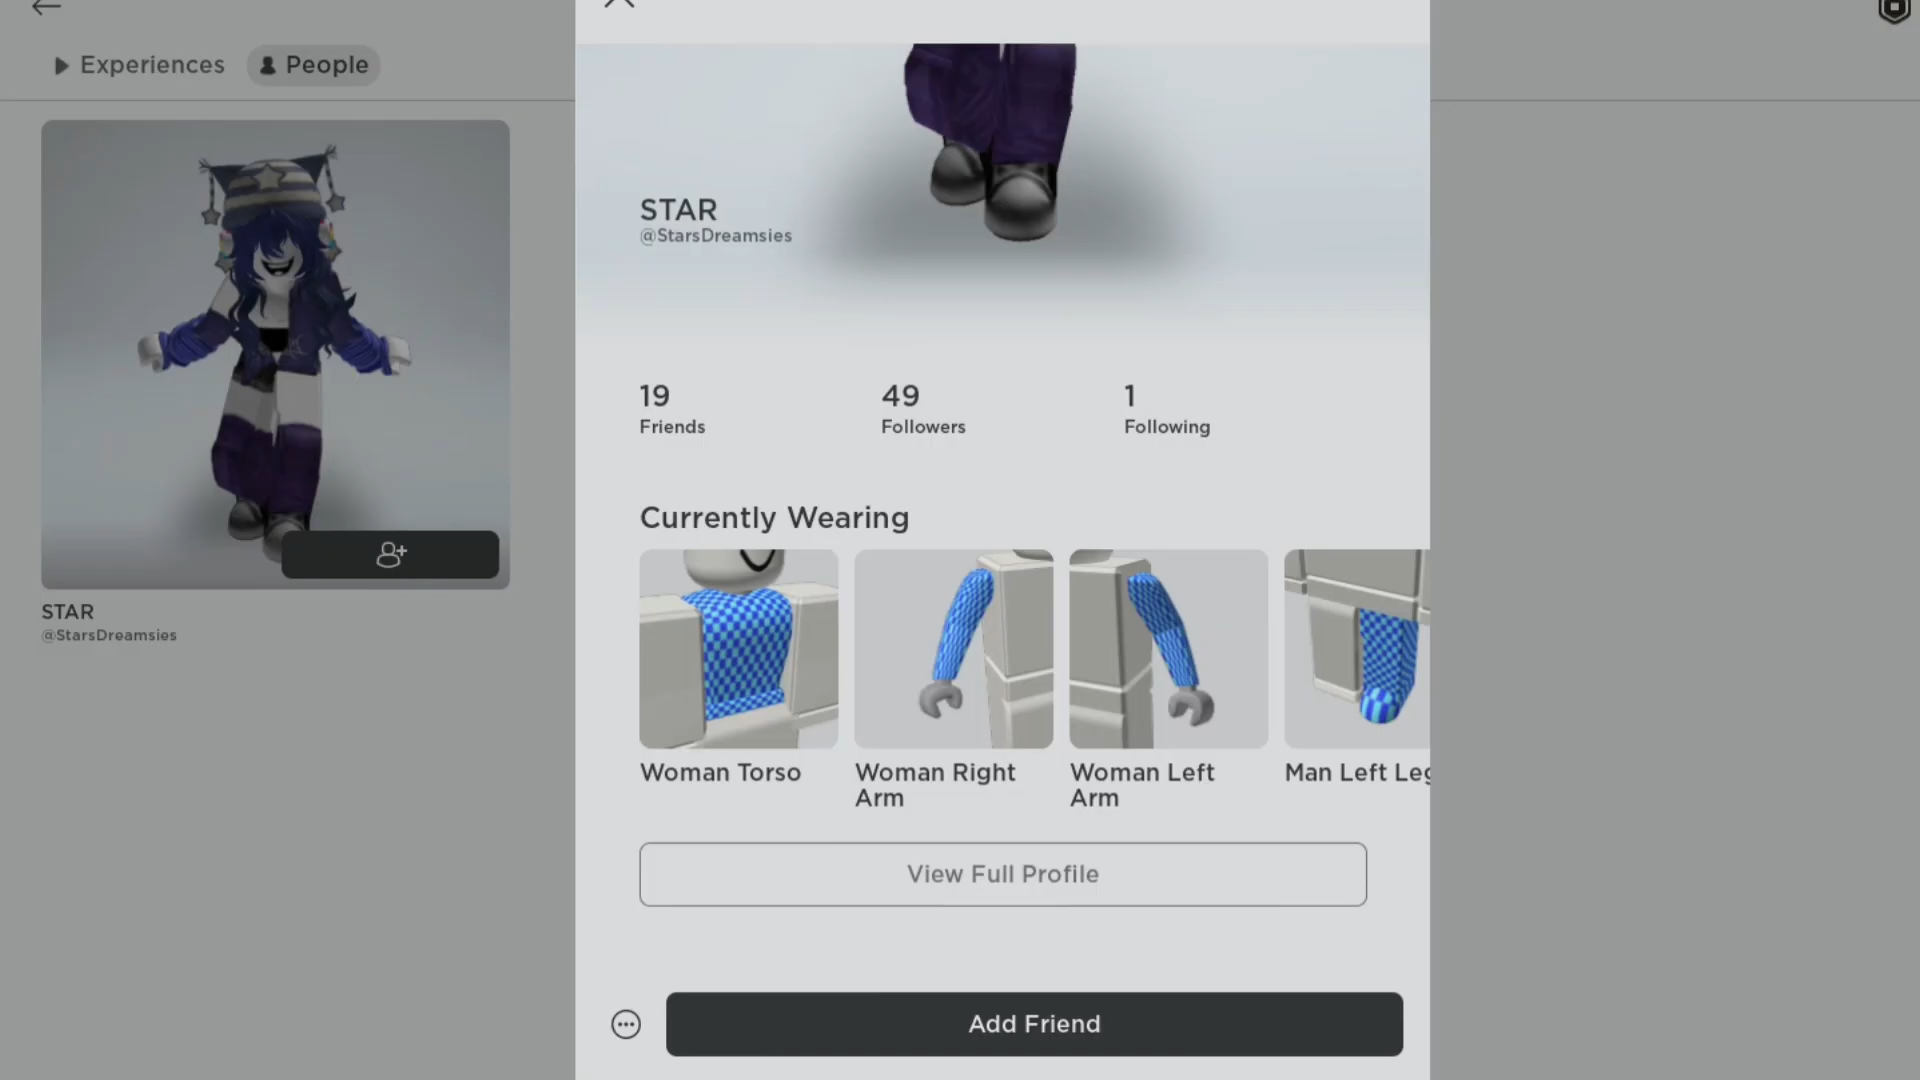 Experiences
People
STAR
@StarsDreamsies
STAR
@StarsDreamsies
19
Friends
49
Followers
1
Following
Currently Wearing
Woman Torso
Woman Right
Arm
Woman Left
Arm
Man Left Leg
View Full Profile
Add Friend